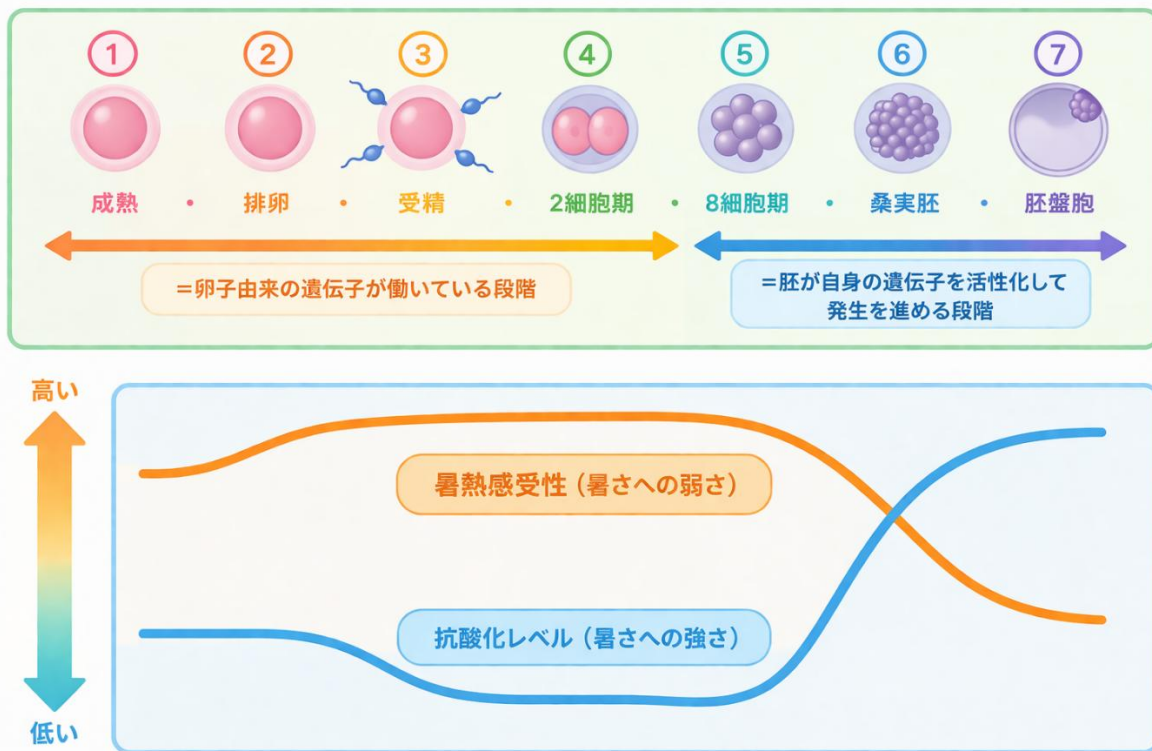 1
2
3
4
5
6
7
成熟 • 排卵 • 受精 • 2細胞期 • 8細胞期 • 桑実胚 • 胚盤胞
=卵子由来の遺伝子が働いている段階
=胚が自身の遺伝子を活性化して
発生を進める段階
高い
暑熱感受性(暑さへの弱さ)
抗酸化レベル(暑さへの強さ)
低い